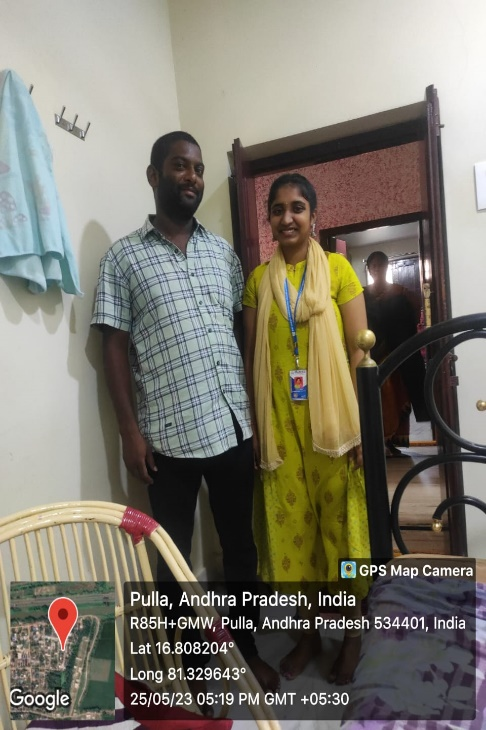 GPS Map Camera
Pulla, Andhra Pradesh, India
R85H+GMW, Pulla, Andhra Pradesh 534401, India
Lat 16.808204°
Long 81.329643°
25/05/23 05:19 PM GMT +05:30
Google